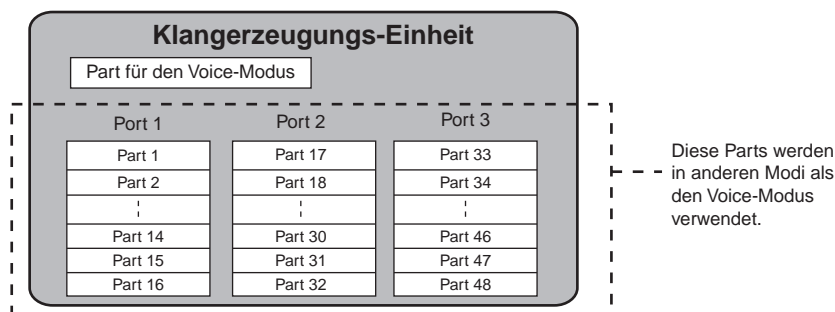 Klangerzeugungs-Einheit
Part für den Voice-Modus
Port 1
Port 2
Port 3
Part 1
Part 17
Part 33
Part 2
Part 18
Part 34
Part 14
Part 30
Part 46
Part 15
Part 31
Part 47
Part 16
Part 32
Part 48
Diese Parts werden
in anderen Modi als
den Voice-Modus
verwendet.